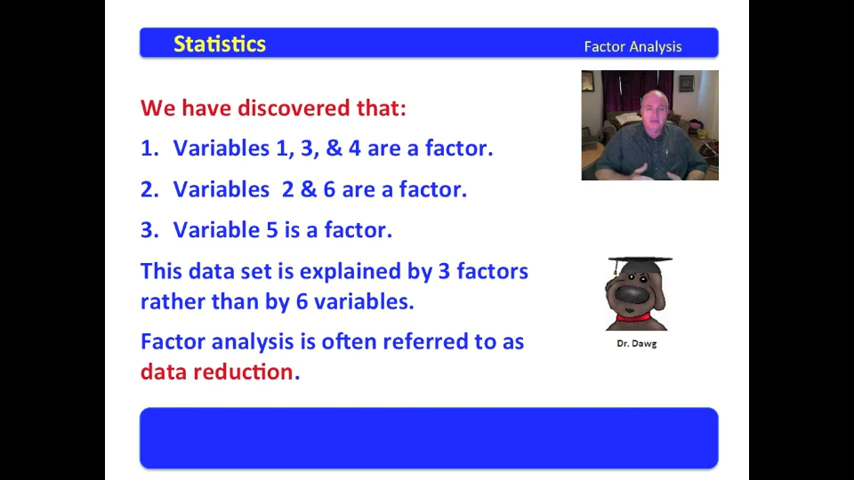 Statistics
Factor Analysis
We have discovered that:
1. Variables 1, 3, & 4 are a factor.
2. Variables 2 & 6 are a factor.
3. Variable 5 is a factor.
This data set is explained by 3 factors
rather than by 6 variables.
Factor analysis is often referred to as
data reduction.
Dr. Dawg